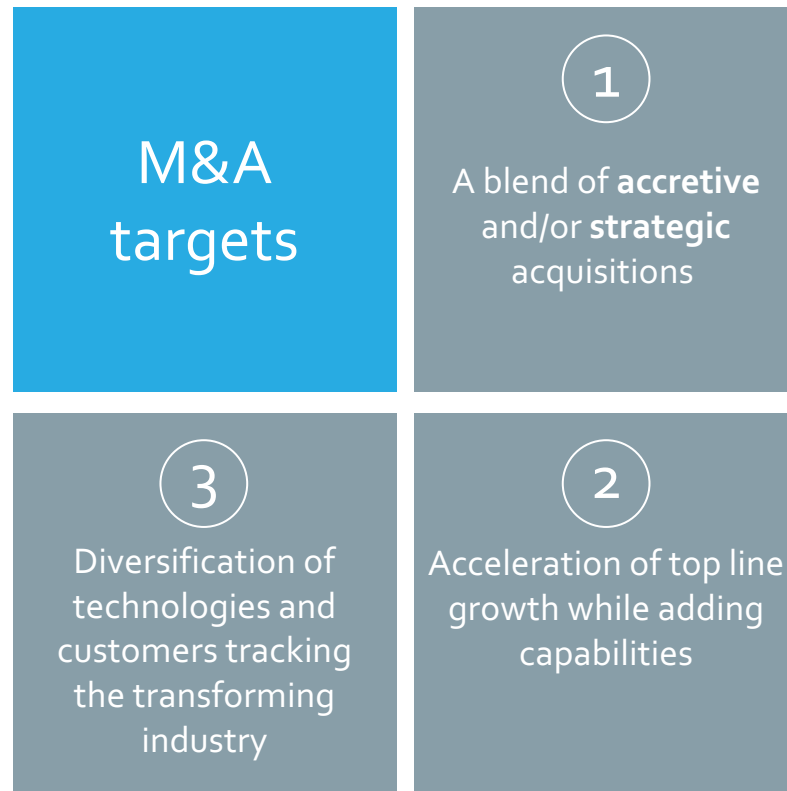 M&A
targets
1
A blend of accretive
and/or strategic
acquisitions
2
Acceleration of top line
growth while adding
capabilities
3
Diversification of
technologies and
customers tracking
the transforming
industry